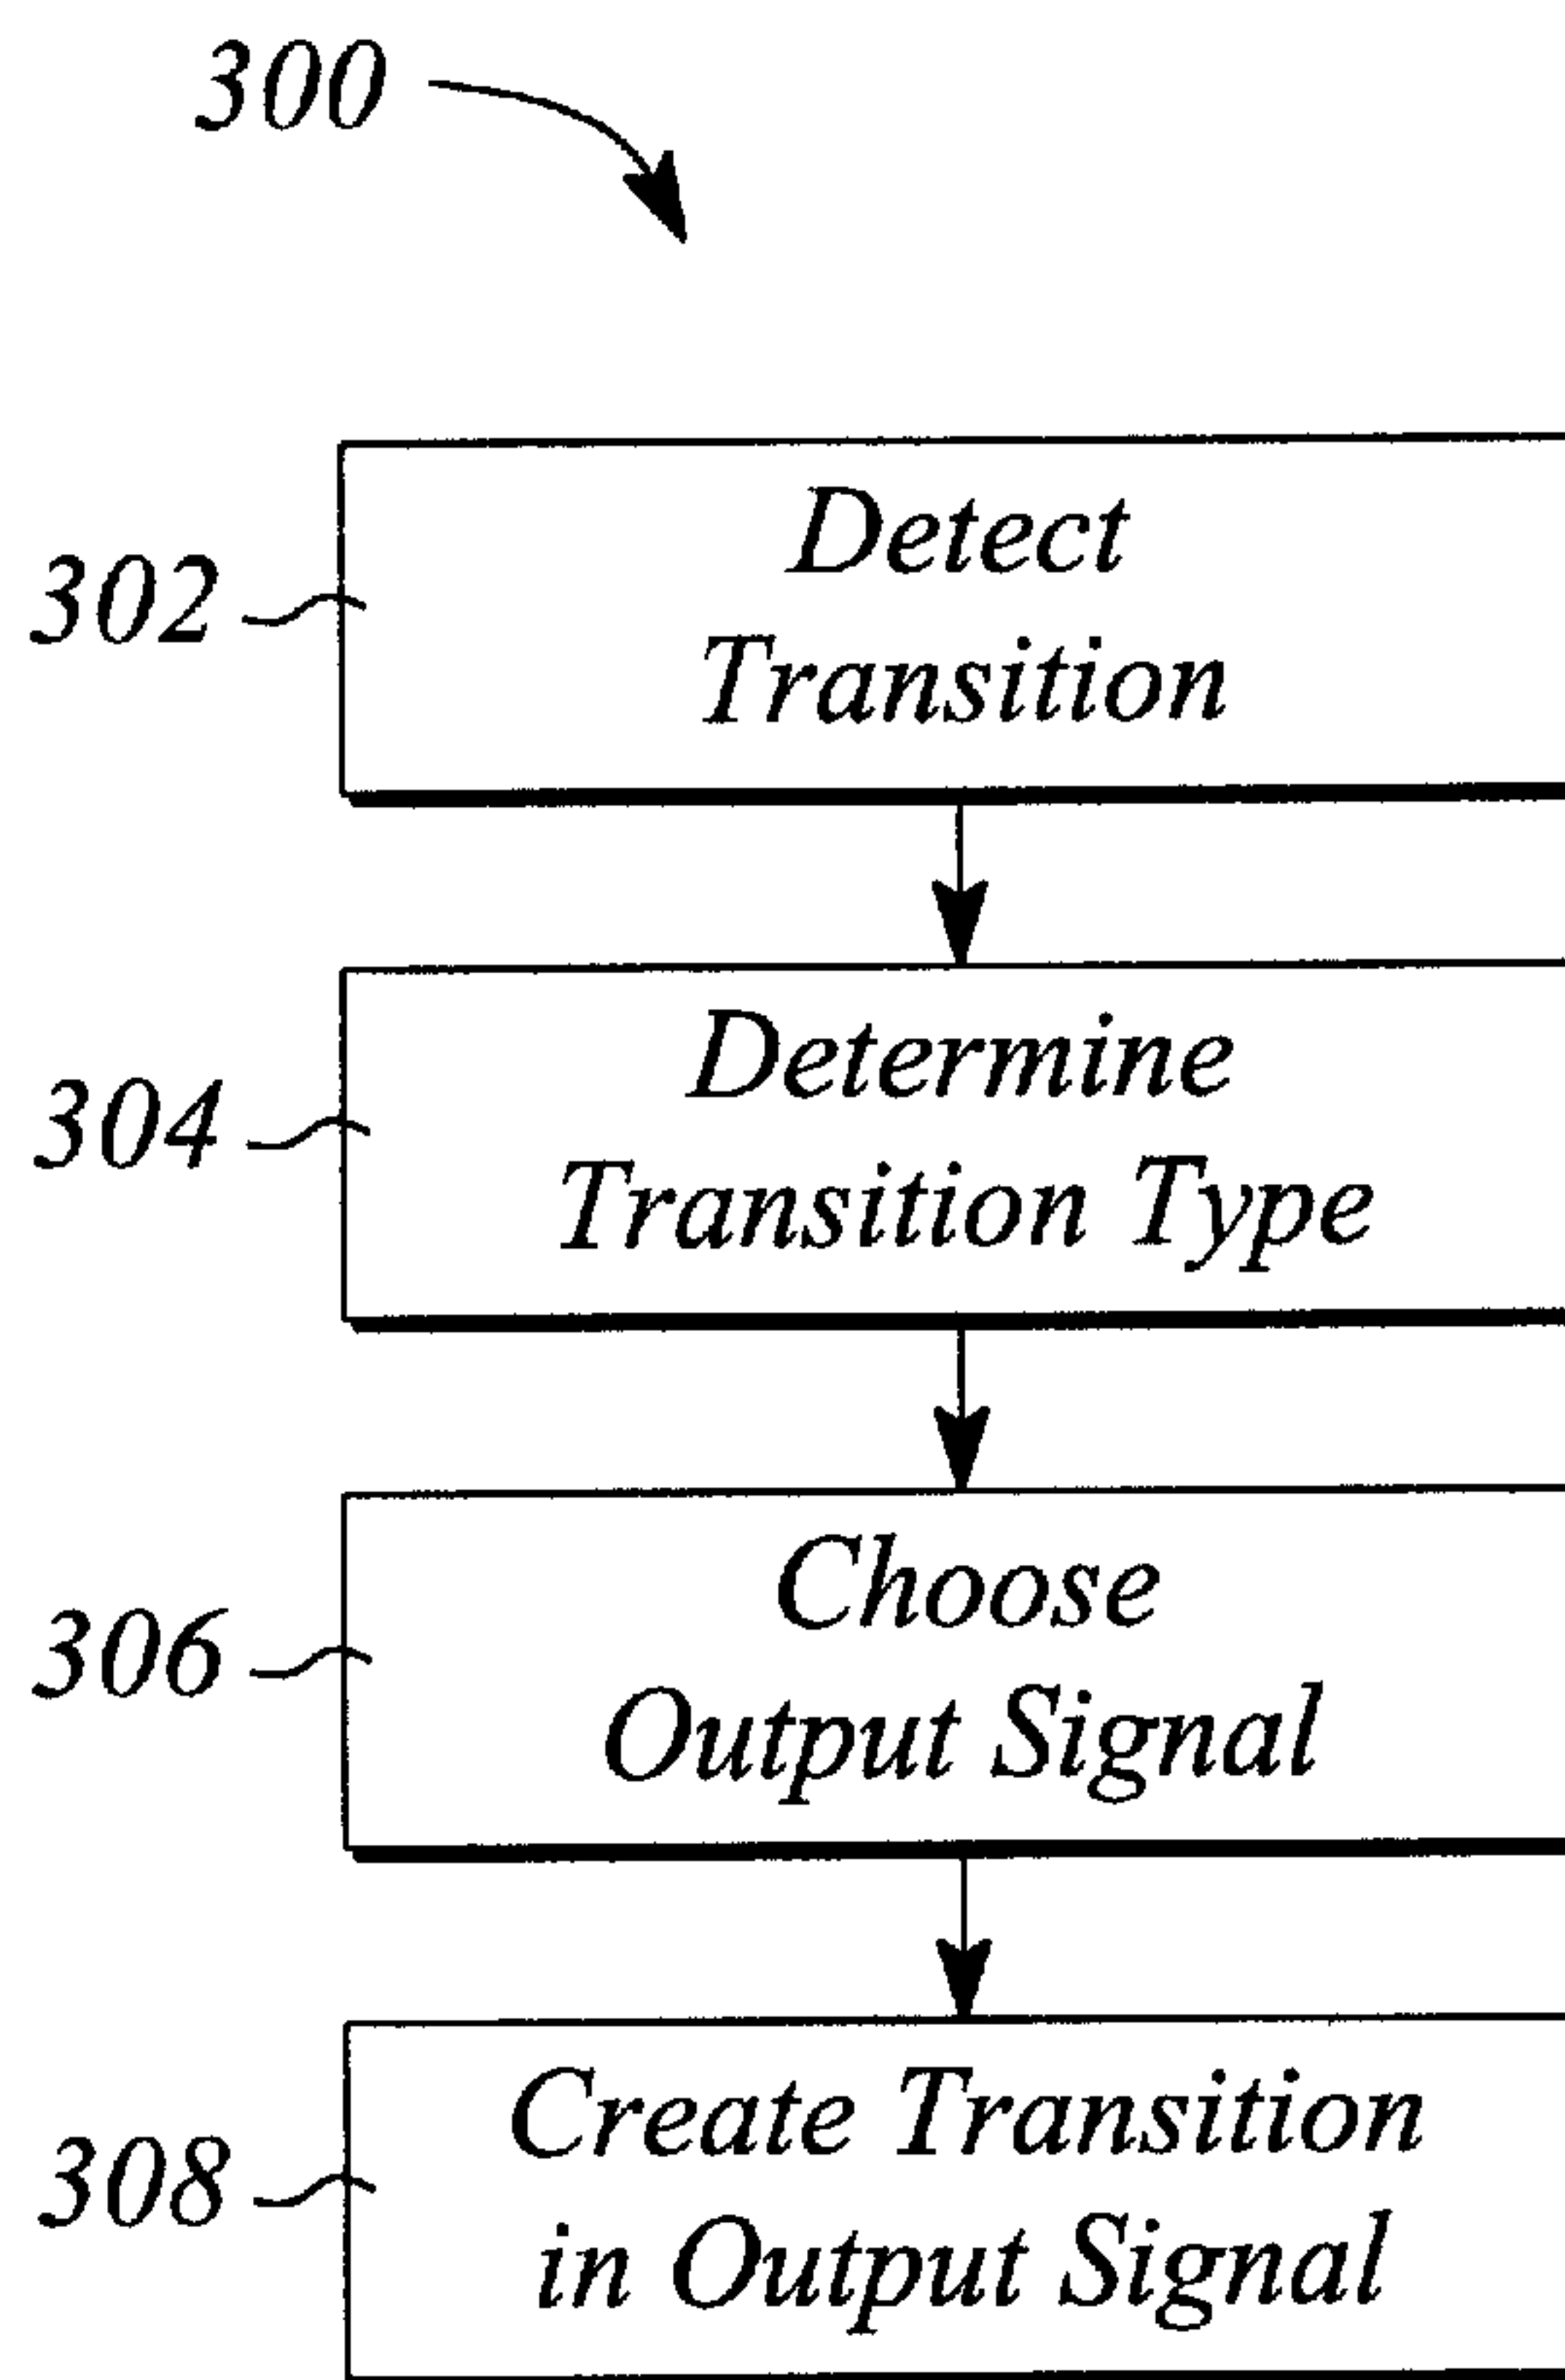 300
302
Detect
Transition
304
Determine
Transition Type
306
Choose
Output Signal
308
Create Transition
in Output Signal